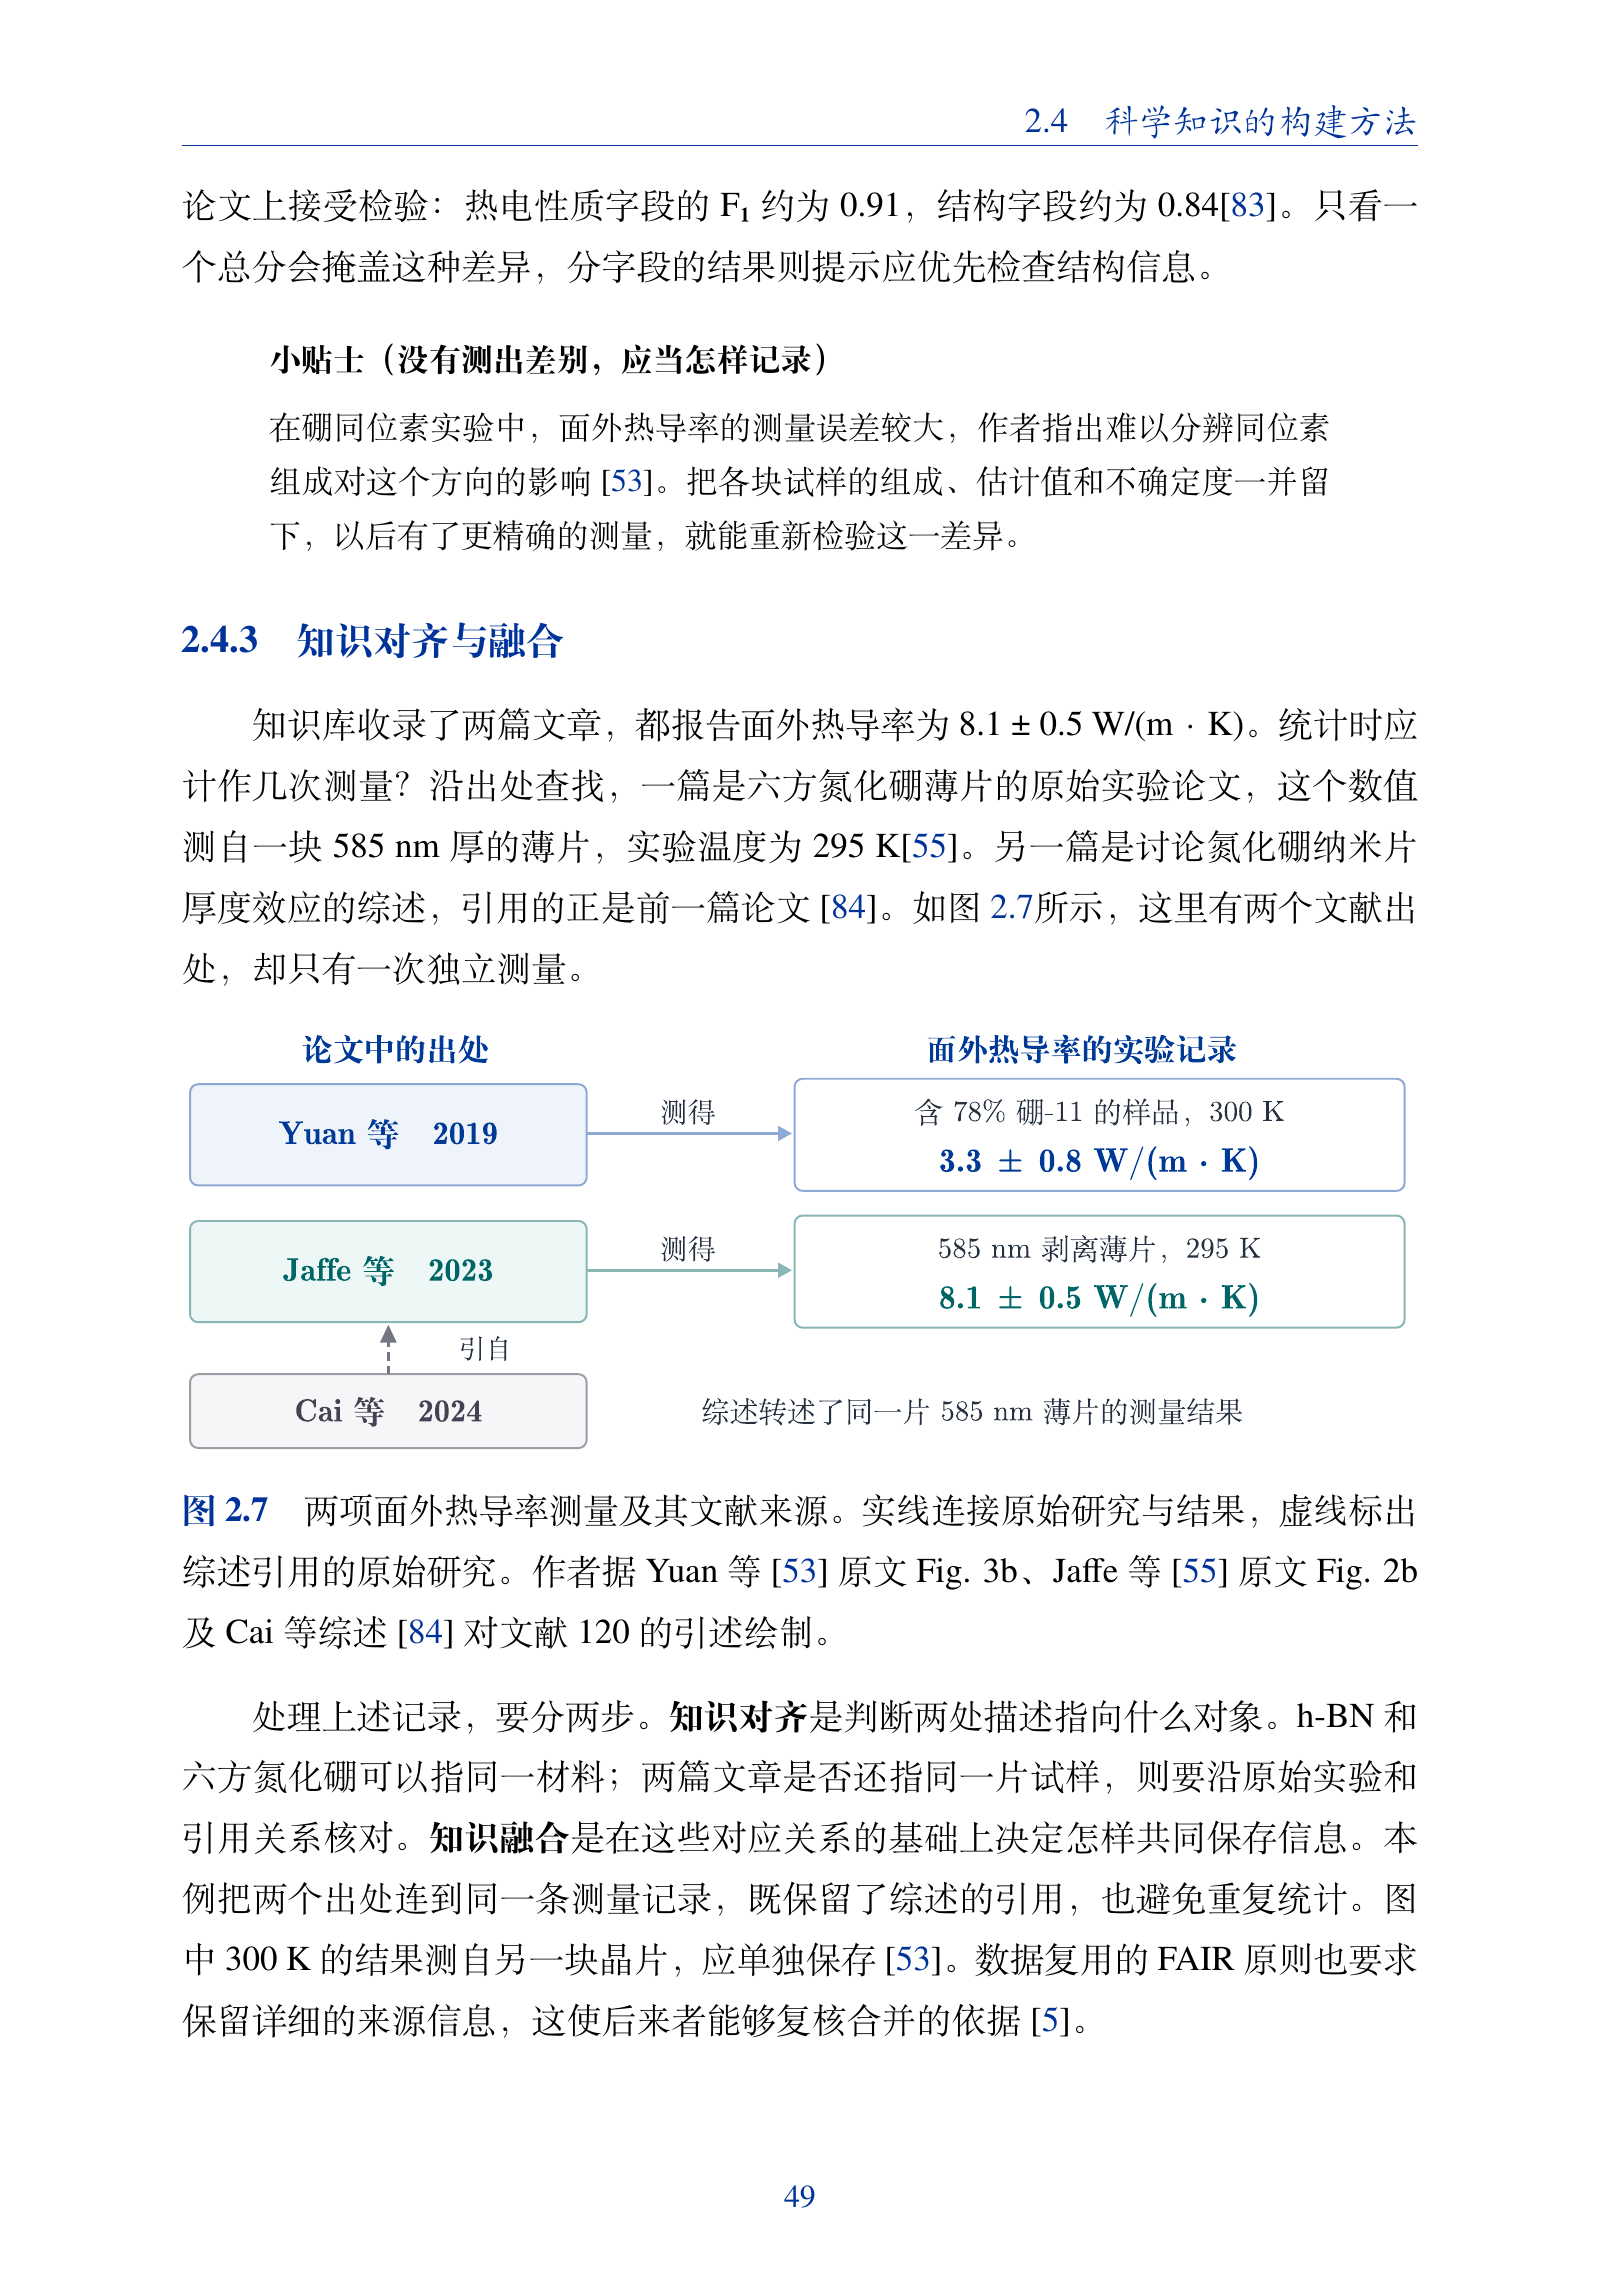 2.4 科学知识的构建方法
论文上接受检验：热电性质字段的 F₁ 约为 0.91，结构字段约为 0.84[83]。只看一
个总分会掩盖这种差异，分字段的结果则提示应优先检查结构信息。
小贴士（没有测出差别，应当怎样记录）
在硼同位素实验中，面外热导率的测量误差较大，作者指出难以分辨同位素
组成对这个方向的影响 [53]。把各块试样的组成、估计值和不确定度一并留
下，以后有了更精确的测量，就能重新检验这一差异。
2.4.3 知识对齐与融合
知识库收录了两篇文章，都报告面外热导率为 8.1 ± 0.5 W/(m · K)。统计时应
计作几次测量？沿出处查找，一篇是六方氮化硼薄片的原始实验论文，这个数值
测自一块 585 nm 厚的薄片，实验温度为 295 K[55]。另一篇是讨论氮化硼纳米片
厚度效应的综述，引用的正是前一篇论文 [84]。如图 2.7所示，这里有两个文献出
处，却只有一次独立测量。
论文中的出处 面外热导率的实验记录
Yuan 等 2019 测得 含 78% 硼-11 的样品，300 K
3.3 ± 0.8 W/(m · K)
Jaffe 等 2023 测得 585 nm 剥离薄片，295 K
8.1 ± 0.5 W/(m · K)
引自
Cai 等 2024 综述转述了同一片 585 nm 薄片的测量结果
图 2.7 两项面外热导率测量及其文献来源。实线连接原始研究与结果，虚线标出
综述引用的原始研究。作者据 Yuan 等 [53] 原文 Fig. 3b、Jaffe 等 [55] 原文 Fig. 2b
及 Cai 等综述 [84] 对文献 120 的引述绘制。
处理上述记录，要分两步。知识对齐是判断两处描述指向什么对象。h-BN 和
六方氮化硼可以指同一材料；两篇文章是否还指同一片试样，则要沿原始实验和
引用关系核对。知识融合是在这些对应关系的基础上决定怎样共同保存信息。本
例把两个出处连到同一条测量记录，既保留了综述的引用，也避免重复统计。图
中 300 K 的结果测自另一块晶片，应单独保存 [53]。数据复用的 FAIR 原则也要求
保留详细的来源信息，这使后来者能够复核合并的依据 [5]。
49